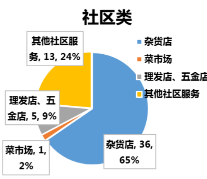 社区类
其他社区服
务, 13, 24%
杂货店
菜市场
理发店、五金店
其他社区服务
理发店、五
金店, 5, 9%
菜市场, 1,
2%
杂货店, 36,
65%